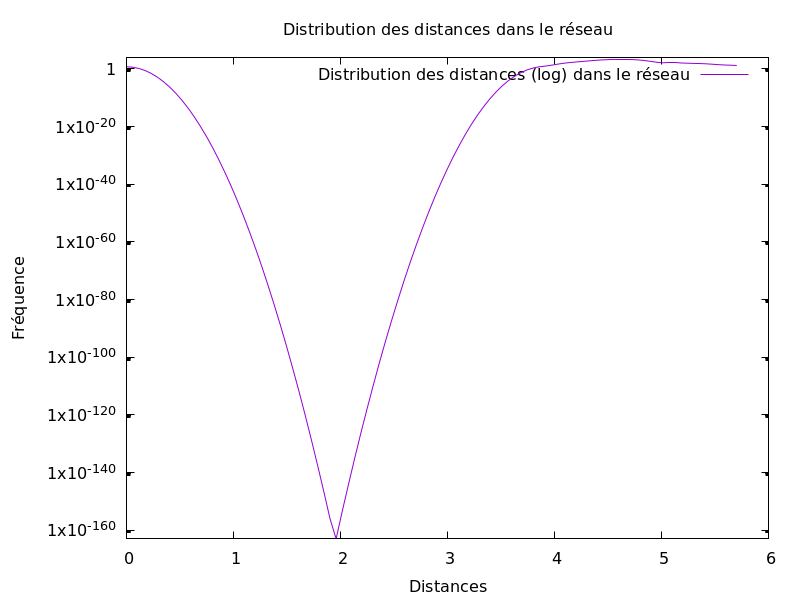 Distribution des distances dans le réseau
Distribution des distances (log) dans le réseau
1
1x10^-20
1x10^-40
1x10^-60
1x10^-80
1x10^-100
1x10^-120
1x10^-140
1x10^-160
Fréquence
0 1 2 3 4 5 6
Distances